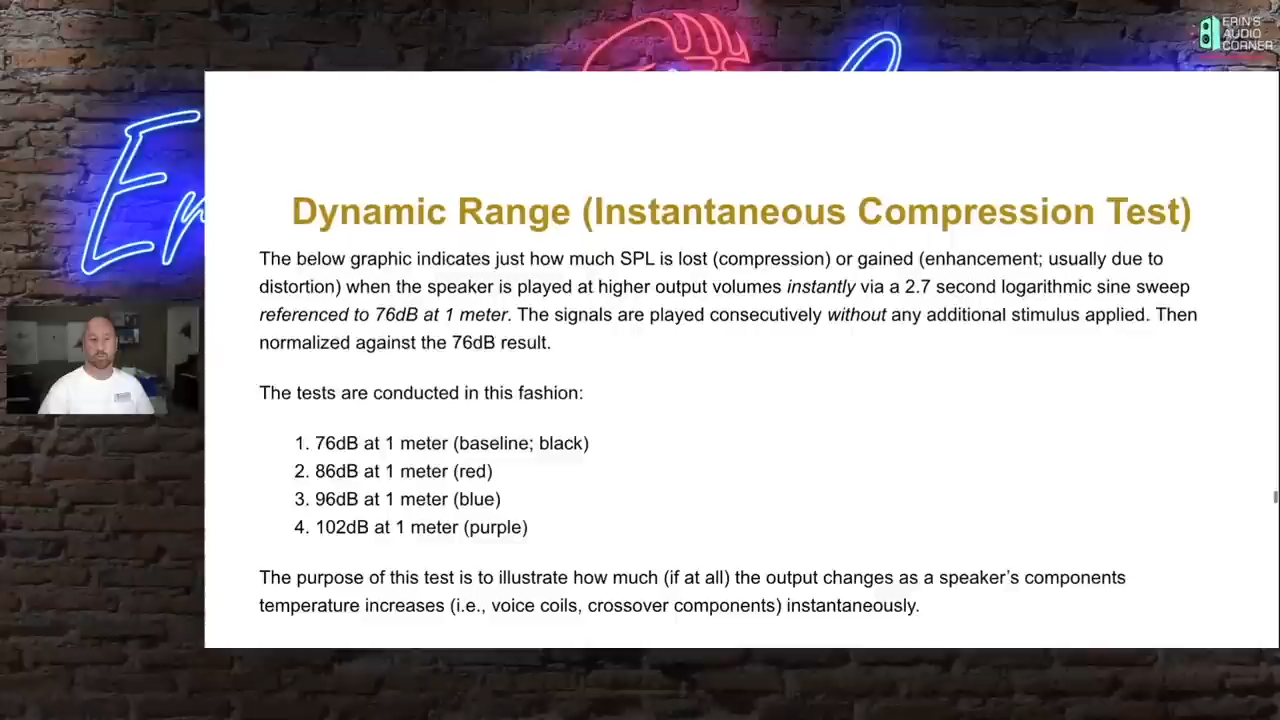 ERIN'S
AUDIO
CORNER
Er
Dynamic Range (Instantaneous Compression Test)
The below graphic indicates just how much SPL is lost (compression) or gained (enhancement; usually due to
distortion) when the speaker is played at higher output volumes instantly via a 2.7 second logarithmic sine sweep
referenced to 76dB at 1 meter. The signals are played consecutively without any additional stimulus applied. Then
normalized against the 76dB result.
The tests are conducted in this fashion:
1. 76dB at 1 meter (baseline; black)
2. 86dB at 1 meter (red)
3. 96dB at 1 meter (blue)
4. 102dB at 1 meter (purple)
The purpose of this test is to illustrate how much (if at all) the output changes as a speaker’s components
temperature increases (i.e., voice coils, crossover components) instantaneously.